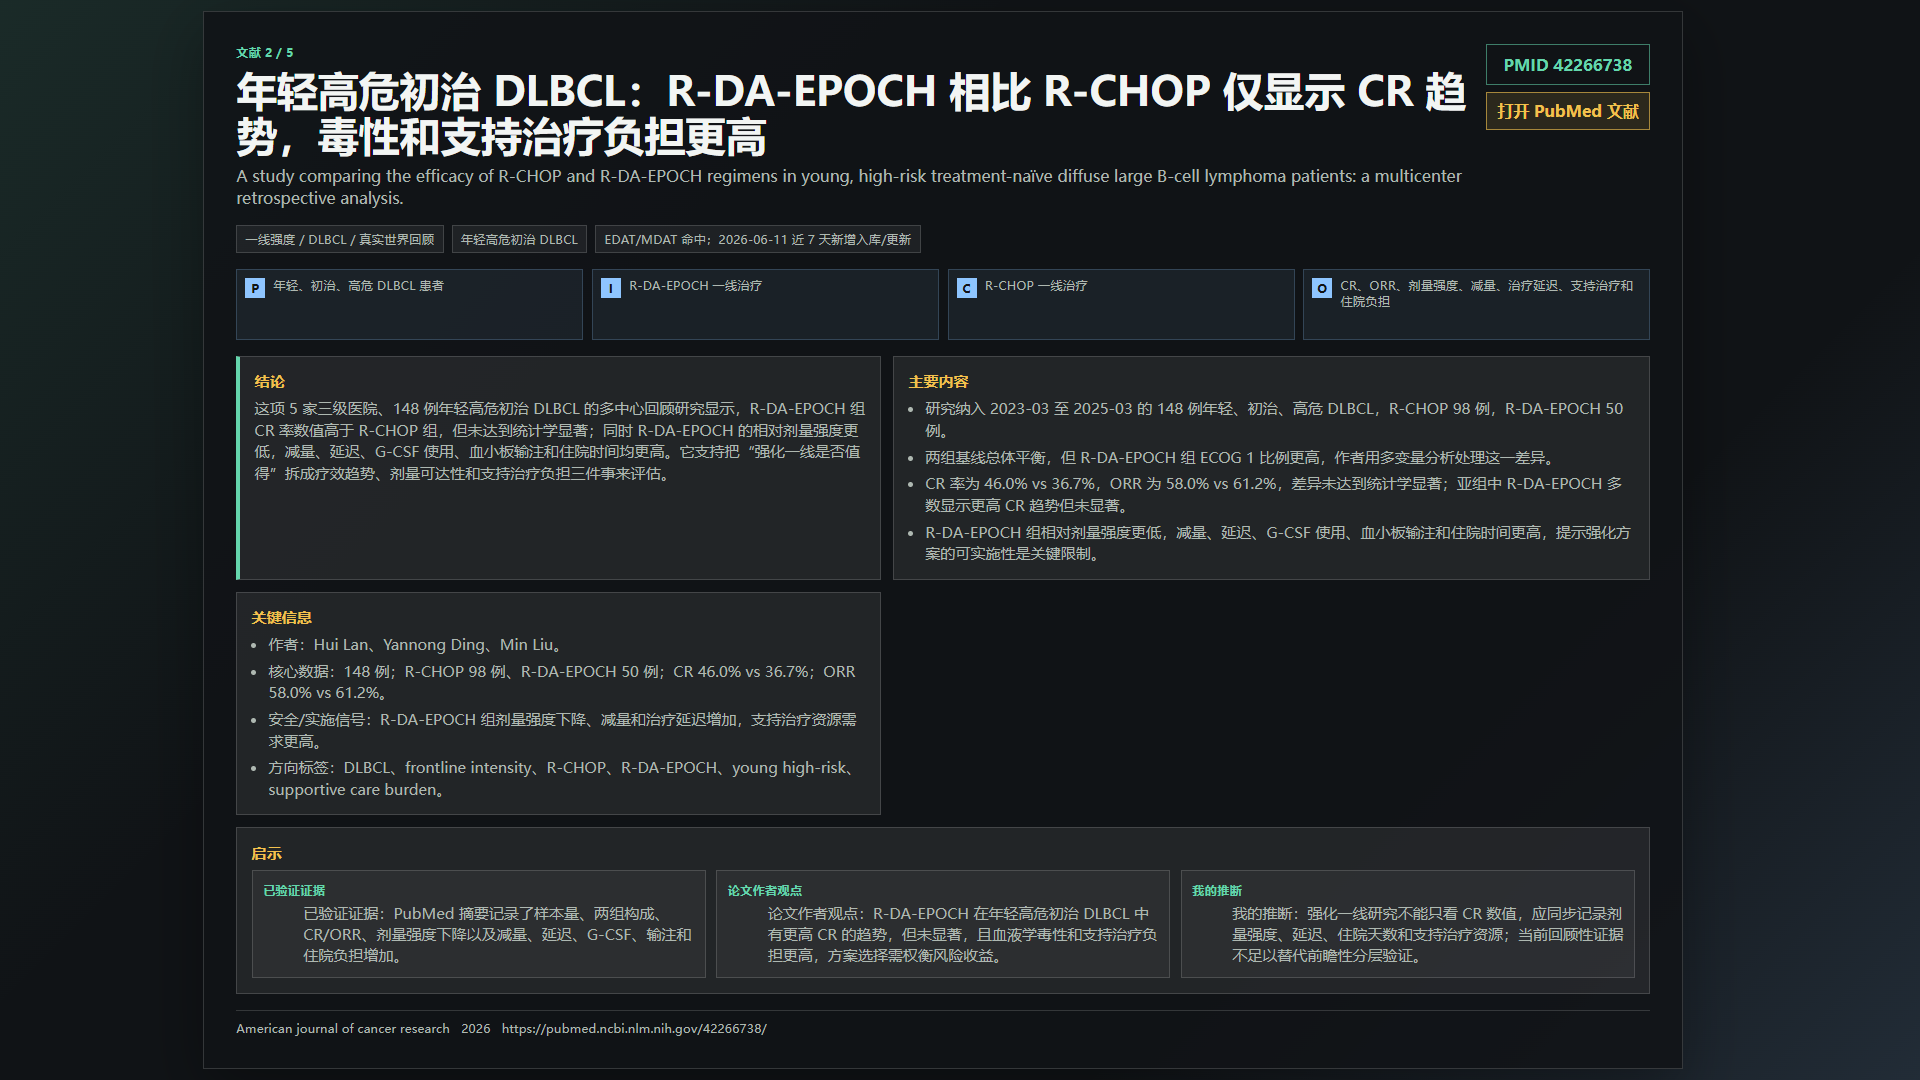 文献 2 / 5
年轻高危初治 DLBCL：R-DA-EPOCH 相比 R-CHOP 仅显示 CR 趋
势，毒性和支持治疗负担更高
A study comparing the efficacy of R-CHOP and R-DA-EPOCH regimens in young, high-risk treatment-naïve diffuse large B-cell lymphoma patients: a multicenter
retrospective analysis.
PMID 42266738
打开 PubMed 文献
一线强度 / DLBCL / 真实世界回顾
年轻高危初治 DLBCL
EDAT/MDAT 命中；2026-06-11 近 7 天新增入库/更新
P 年轻、初治、高危 DLBCL 患者
I R-DA-EPOCH 一线治疗
C R-CHOP 一线治疗
O CR、ORR、剂量强度、减量、治疗延迟、支持治疗和
住院负担
结论
这项 5 家三级医院、148 例年轻高危初治 DLBCL 的多中心回顾研究显示，R-DA-EPOCH 组
CR 率数值高于 R-CHOP 组，但未达到统计学显著；同时 R-DA-EPOCH 的相对剂量强度更
低，减量、延迟、G-CSF 使用、血小板输注和住院时间均更高。它支持把“强化一线是否值
得”拆成疗效趋势、剂量可达性和支持治疗负担三件事来评估。
主要内容
• 研究纳入 2023-03 至 2025-03 的 148 例年轻、初治、高危 DLBCL，R-CHOP 98 例，R-DA-EPOCH 50
例。
• 两组基线总体平衡，但 R-DA-EPOCH 组 ECOG 1 比例更高，作者用多变量分析处理这一差异。
• CR 率为 46.0% vs 36.7%，ORR 为 58.0% vs 61.2%，差异未达到统计学显著；亚组中 R-DA-EPOCH 多
数显示更高 CR 趋势但未显著。
• R-DA-EPOCH 组相对剂量强度更低，减量、延迟、G-CSF 使用、血小板输注和住院时间更高，提示强化方
案的可实施性是关键限制。
关键信息
• 作者：Hui Lan、Yannong Ding、Min Liu。
• 核心数据：148 例；R-CHOP 98 例、R-DA-EPOCH 50 例；CR 46.0% vs 36.7%；ORR
58.0% vs 61.2%。
• 安全/实施信号：R-DA-EPOCH 组剂量强度下降、减量和治疗延迟增加，支持治疗资源需
求更高。
• 方向标签：DLBCL、frontline intensity、R-CHOP、R-DA-EPOCH、young high-risk、
supportive care burden。
启示
已验证证据
已验证证据：PubMed 摘要记录了样本量、两组构成、
CR/ORR、剂量强度下降以及减量、延迟、G-CSF、输注和
住院负担增加。
论文作者观点
论文作者观点：R-DA-EPOCH 在年轻高危初治 DLBCL 中
有更高 CR 的趋势，但未显著，且血液学毒性和支持治疗负
担更高，方案选择需权衡风险收益。
我的推断
我的推断：强化一线研究不能只看 CR 数值，应同步记录剂
量强度、延迟、住院天数和支持治疗资源；当前回顾性证据
不足以替代前瞻性分层验证。
American journal of cancer research 2026 https://pubmed.ncbi.nlm.nih.gov/42266738/